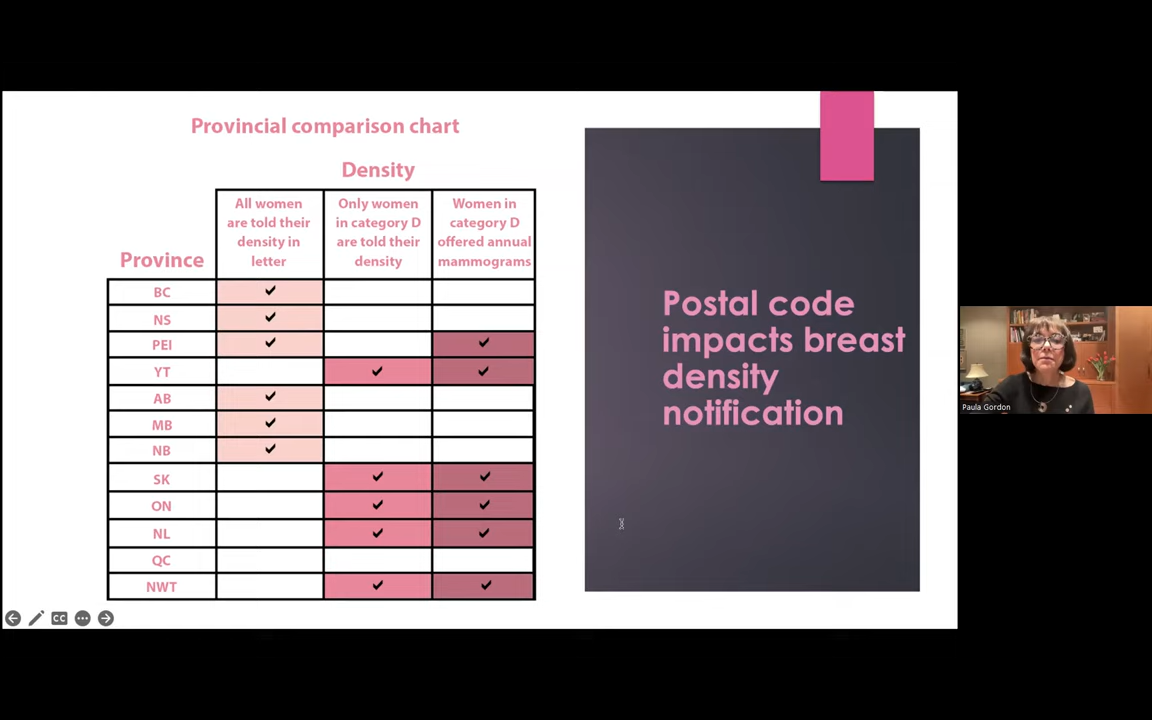 Provincial comparison chart
Density
Province
All women
are told their
density in
letter
Only women
in category D
are told their
density
Women in
category D
offered annual
mammograms
BC ✓
NS ✓
PEI ✓ ✓
YT ✓ ✓
AB ✓
MB ✓
NB ✓
SK ✓ ✓
ON ✓ ✓
NL ✓ ✓
QC
NWT ✓ ✓
Postal code
impacts breast
density
notification
CC
Paula Gordon